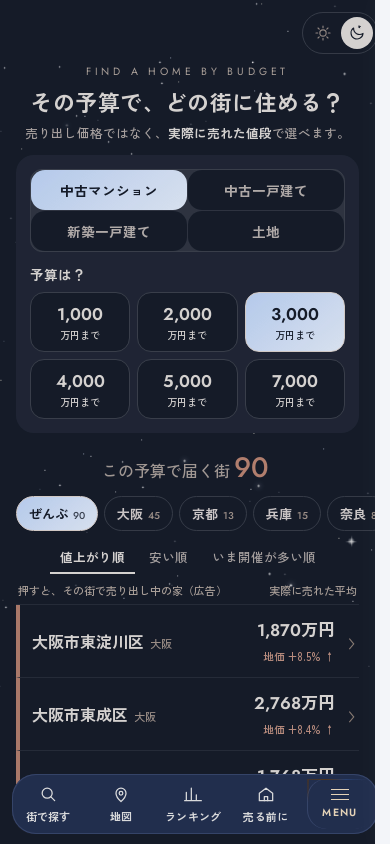 FIND A HOME BY BUDGET
その予算で、どの街に住める？
売り出し価格ではなく、実際に売れた値段で選べます。
中古マンション 中古一戸建て
新築一戸建て 土地
予算は？
1,000 2,000 3,000
万円まで 万円まで 万円まで
4,000 5,000 7,000
万円まで 万円まで 万円まで
この予算で届く街 90
ぜんぶ 90 大阪 45 京都 13 兵庫 15 奈良 8
値上がり順 安い順 いま開催が多い順
押すと、その街で売り出し中の家（広告） 実際に売れた平均
大阪市東淀川区 大阪 1,870万円
地価 +8.5% ↑
大阪市東成区 大阪 2,768万円
地価 +8.4% ↑
街で探す 地図 ランキング 売る前に MENU